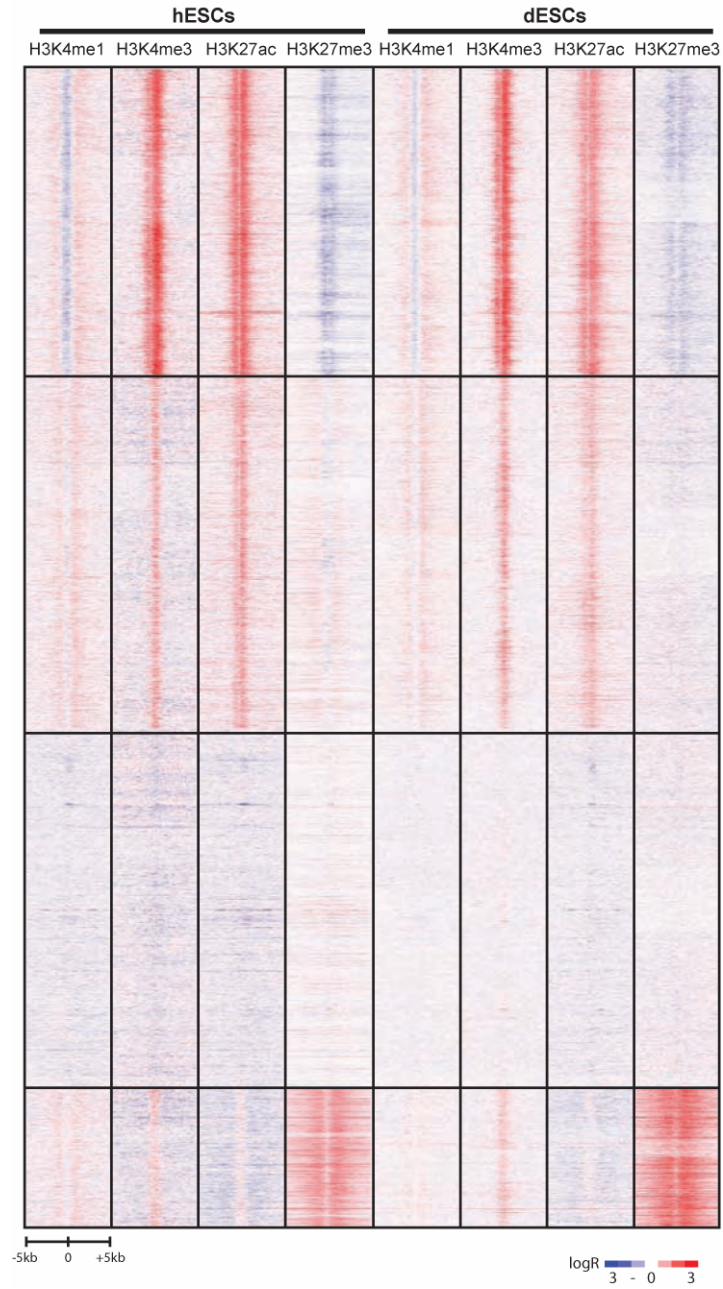 hESCs dESCs
H3K4me1 H3K4me3 H3K27ac H3K27me3 H3K4me1 H3K4me3 H3K27ac H3K27me3
-5kb 0 +5kb
logR
3 - 0 3